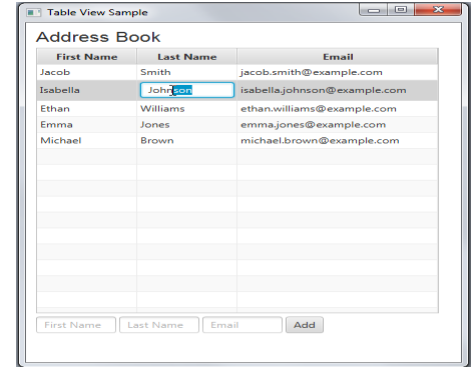 Table View Sample
Address Book
First Name Last Name Email
Jacob Smith jacob.smith@example.com
Isabella Johnson isabella.johnson@example.com
Ethan Williams ethan.williams@example.com
Emma Jones emma.jones@example.com
Michael Brown michael.brown@example.com
First Name Last Name Email Add